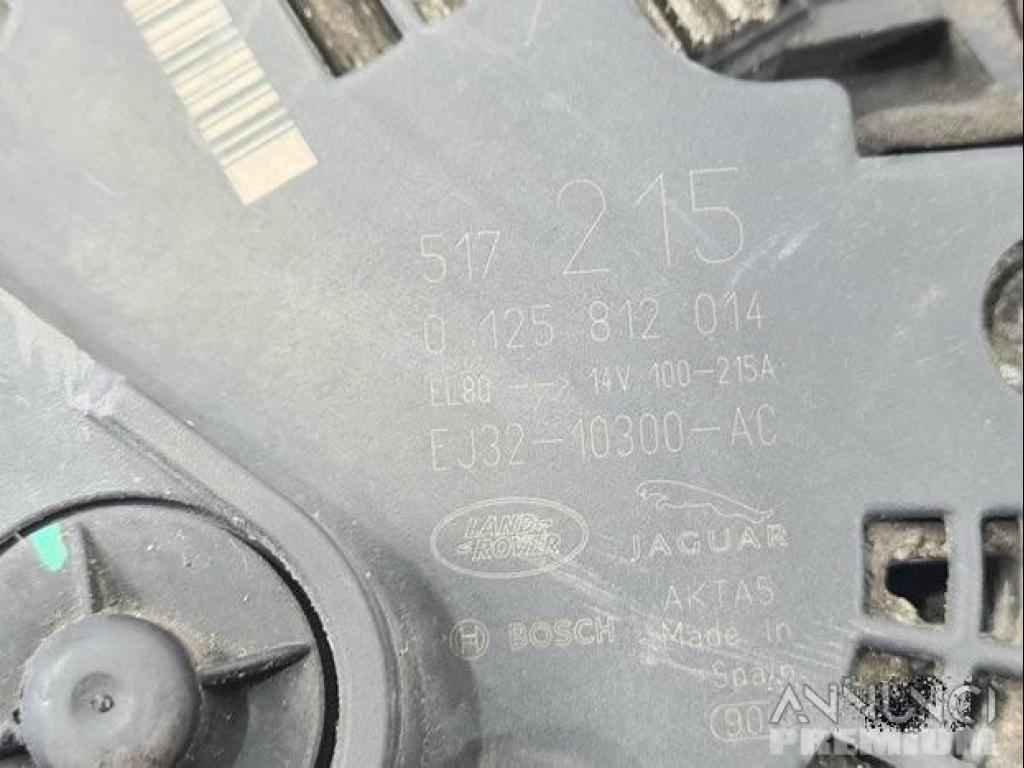 517 215
0 125 812 014
EL80 --> 14V 100-215A
EJ32-10300-AC
LAND ROVER
JAGUAR
AKTA5
BOSCH Made in
Spain
90
ANNUNCI
PREMIUM